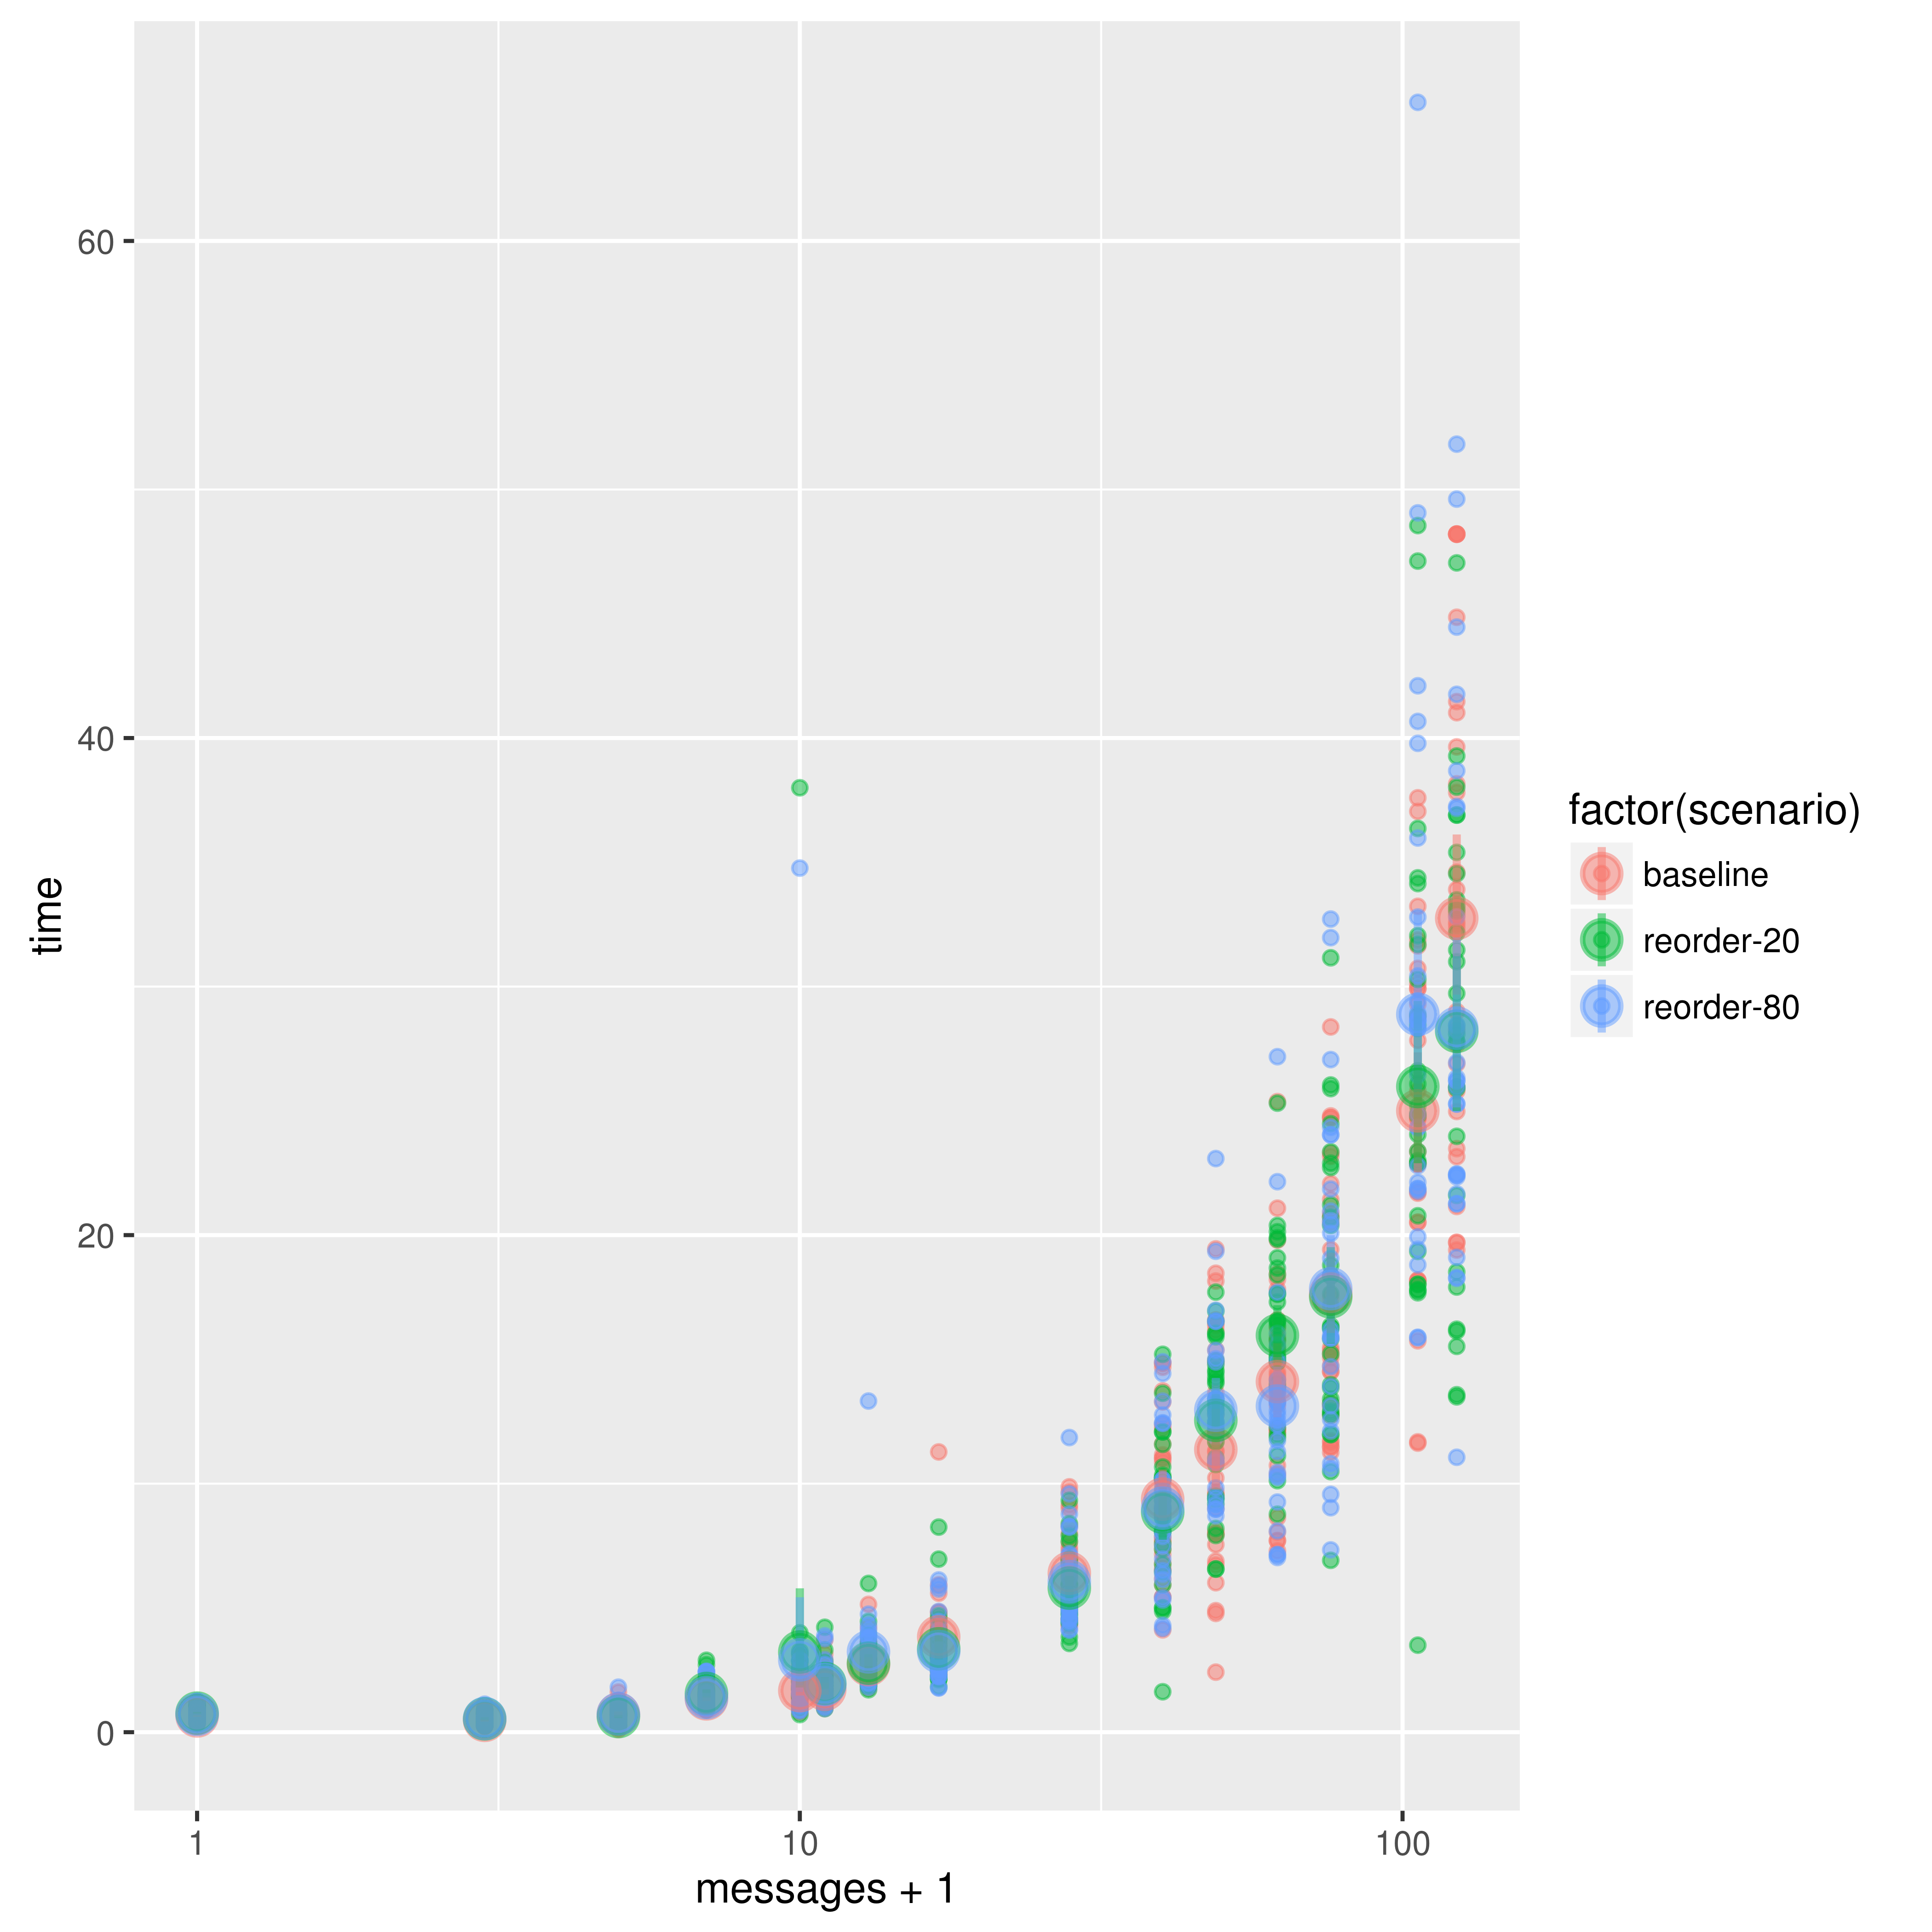 60
40
20
0
time
1
10
100
messages + 1
factor(scenario)
baseline
reorder-20
reorder-80